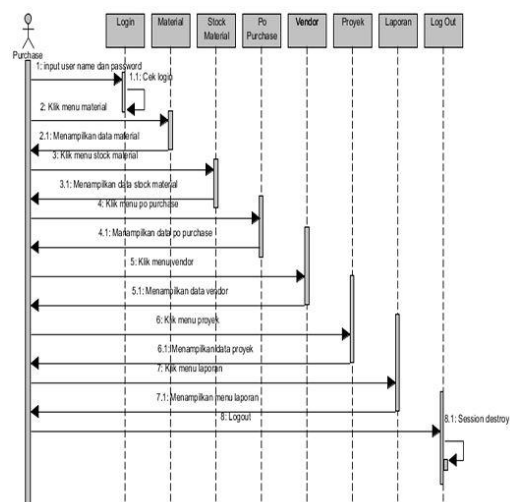 Login
Material
Stock
Material
Po
Purchase
Vendor
Proyek
Laporan
Log Out
Purchase
1: input user name dan password
1.1: Cek login
2: Klik menu material
2.1: Menampilkan data material
3: Klik menu stock material
3.1: Menampilkan data stock material
4: Klik menu po purchase
4.1: Manampilkan data po purchase
5: Klik menu vendor
5.1: Menampilkan data vendor
6: Klik menu proyek
6.1: Menampilkan data proyek
7: Klik menu laporan
7.1: Menampilkan menu laporan
8: Logout
8.1: Session destroy